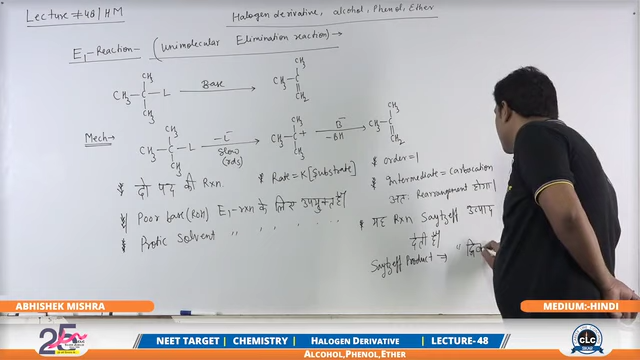 Lecture #48/HM
Halogen derivative, alcohol, Phenol, Ether
E₁-Reaction- (Unimolecular Elimination reaction)→
CH₃
CH₃-C-L
CH₃
Base
CH₃
CH₃-C
CH₂
Mech→
CH₃
CH₃-C-L
CH₃
-L⁻
Slow
(rds)
CH₃
CH₃-C+
CH₃
B⁻
-BH
CH₃
CH₃-C
CH₂
* दो पद की Rxn.
* Rate = K[Substrate]
* Order = 1
* Intermediate = Carbocation
अतः Rearrangement होगा।
* Poor base (ROH) E₁-rxn के लिए उपयुक्त है।
* Protic Solvent " " " "
* यह Rxn Saytzeff उत्पाद
देती है।
Saytzeff Product →
ABHISHEK MISHRA
MEDIUM:-HINDI
25
NEET TARGET | CHEMISTRY | HALOGEN DERIVATIVE | LECTURE-48
ALCOHOL,PHENOL,ETHER
CLC